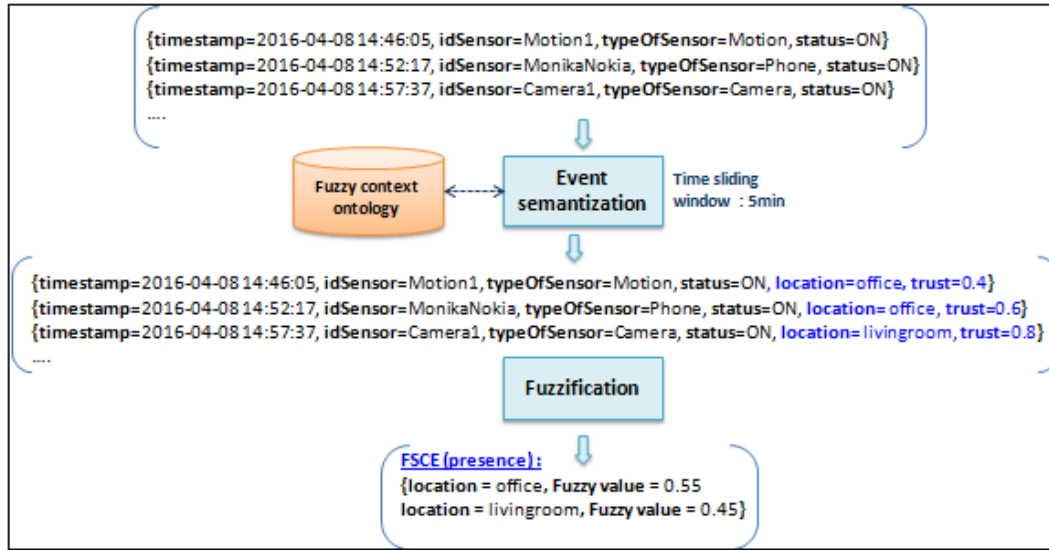 {timestamp=2016-04-08 14:46:05, idSensor=Motion1, typeOfSensor=Motion, status=ON}
{timestamp=2016-04-08 14:52:17, idSensor=MonikaNokia, typeOfSensor=Phone, status=ON}
{timestamp=2016-04-08 14:57:37, idSensor=Camera1, typeOfSensor=Camera, status=ON}
....
Fuzzy context
ontology
Event
semantization
Time sliding
window : 5min
{timestamp=2016-04-08 14:46:05, idSensor=Motion1, typeOfSensor=Motion, status=ON, location=office, trust=0.4}
{timestamp=2016-04-08 14:52:17, idSensor=MonikaNokia, typeOfSensor=Phone, status=ON, location= office, trust=0.6}
{timestamp=2016-04-08 14:57:37, idSensor=Camera1, typeOfSensor=Camera, status=ON, location= livingroom, trust=0.8}
....
Fuzzification
FSCE (presence) :
{location = office, Fuzzy value = 0.55
location = livingroom, Fuzzy value = 0.45}